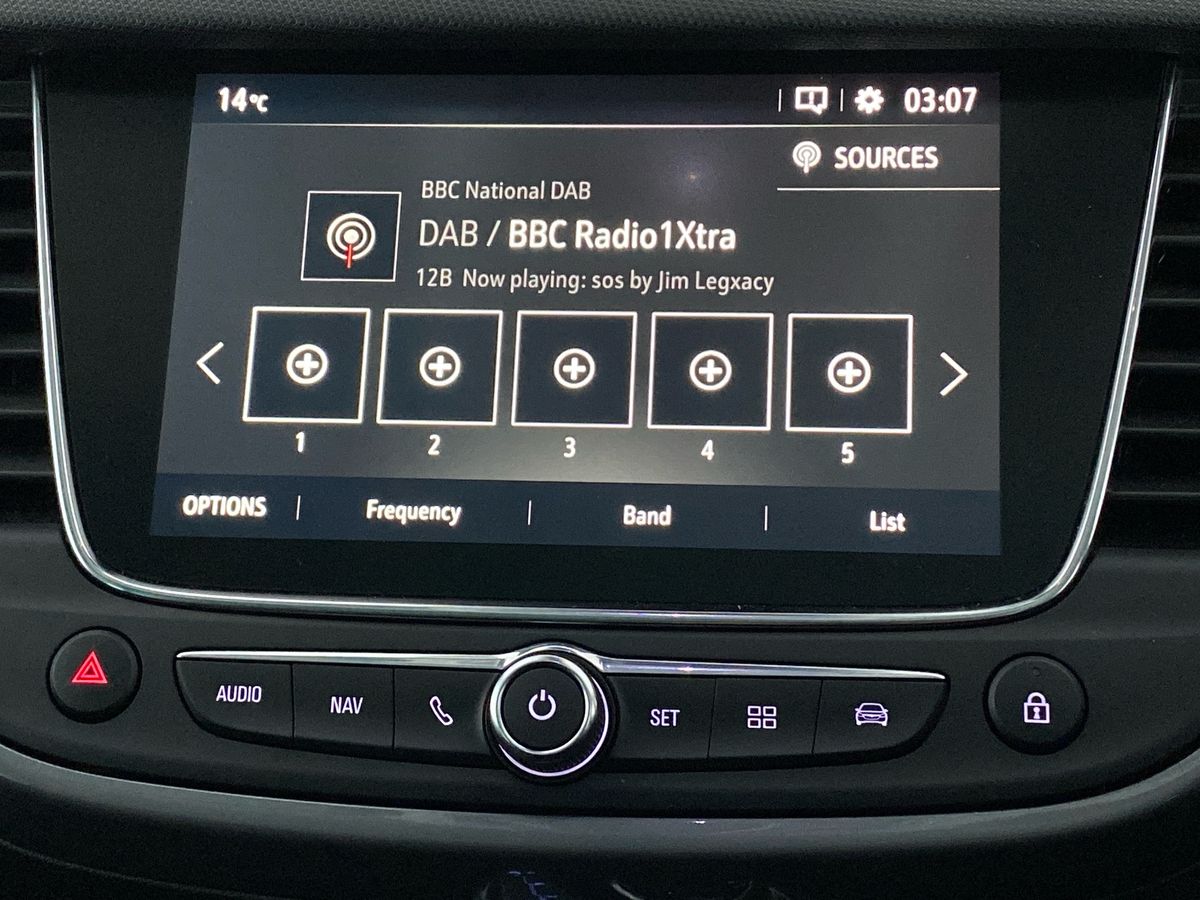 14°C
03:07
SOURCES
BBC National DAB
DAB / BBC Radio1Xtra
12B Now playing: sos by Jim Legxacy
1 2 3 4 5
OPTIONS Frequency Band List
AUDIO NAV SET